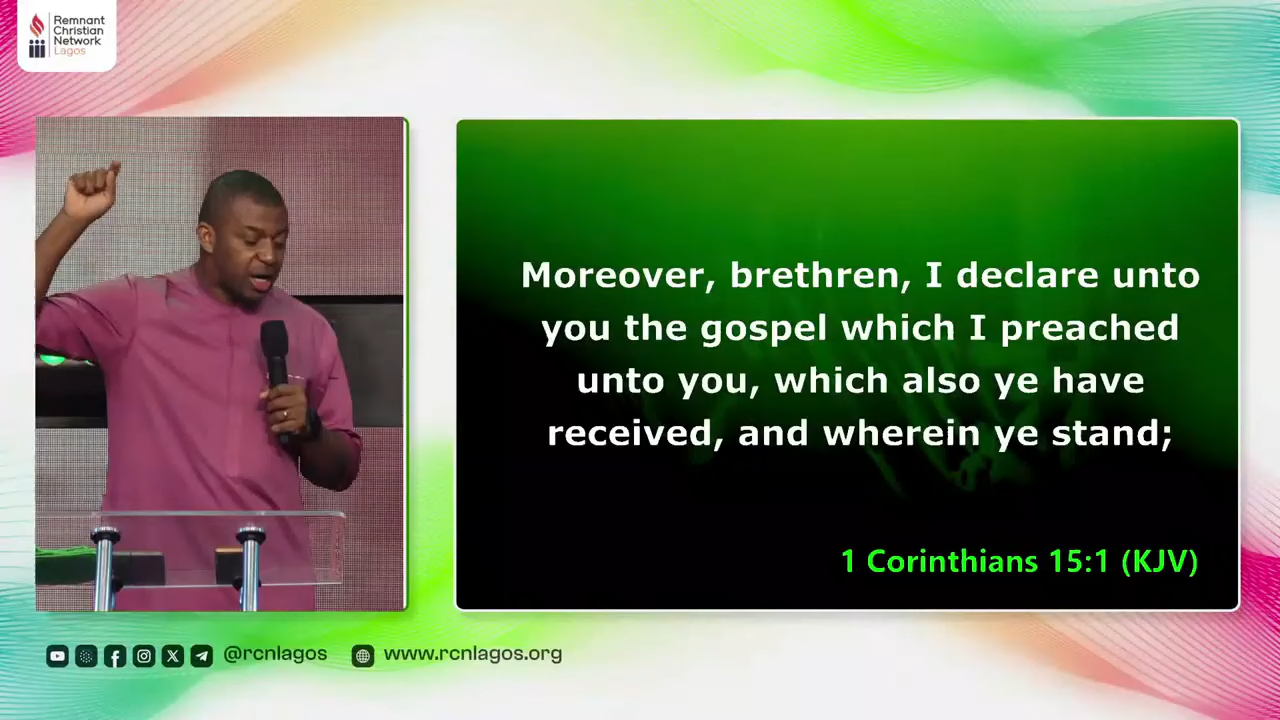 Remnant
Christian
Network
Lagos
Moreover, brethren, I declare unto
you the gospel which I preached
unto you, which also ye have
received, and wherein ye stand;
1 Corinthians 15:1 (KJV)
@rcnlagos
www.rcnlagos.org